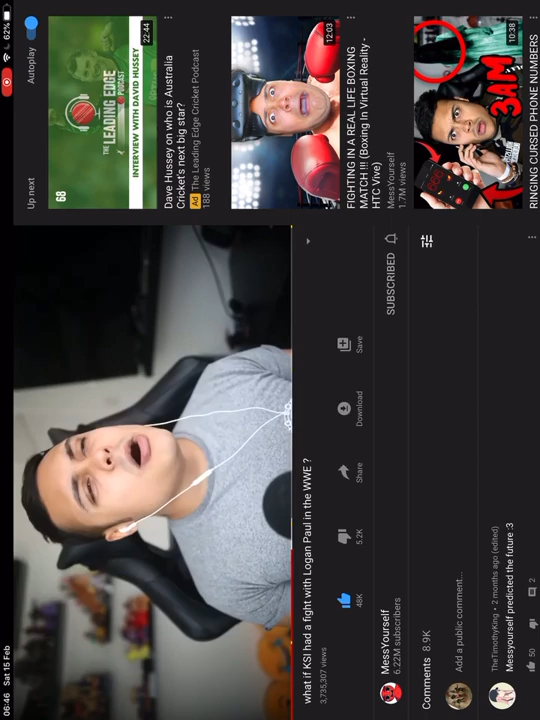 06:46 Sat 15 Feb
62%
what if KSI had a fight with Logan Paul in the WWE ?
3,735,307 views
48K
5.2K
Share
Download
Save
MessYourself
6.22M subscribers
SUBSCRIBED
Comments 8.9K
Add a public comment...
TheTimothyKing • 2 months ago (edited)
Messyourself predicted the future :3
50
2
Up next
Autoplay
68
THE
LEADING EDGE
PODCAST
INTERVIEW WITH DAVID HUSSEY
22:44
Dave Hussey on who is Australia
Cricket's next big star?
Ad The Leading Edge Cricket Podcast
188 views
12:03
FIGHTING IN A REAL LIFE BOXING
MATCH !!! (Boxing In Virtual Reality -
HTC Vive)
MessYourself
1.7M views
3AM
10:38
RINGING CURSED PHONE NUMBERS